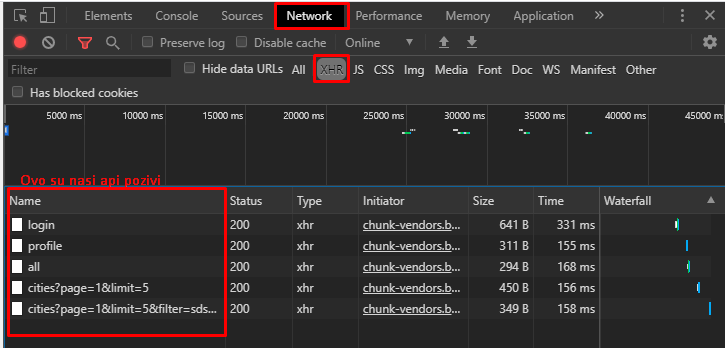 Elements Console Sources Network Performance Memory Application
Preserve log Disable cache Online
Filter Hide data URLs All XHR JS CSS Img Media Font Doc WS Manifest Other
Has blocked cookies
5000 ms 10000 ms 15000 ms 20000 ms 25000 ms 30000 ms 35000 ms 40000 ms 45000 ms
Ovo su nasi api pozivi
Name Status Type Initiator Size Time Waterfall
login 200 xhr chunk-vendors.b... 641 B 331 ms
profile 200 xhr chunk-vendors.b... 311 B 155 ms
all 200 xhr chunk-vendors.b... 294 B 168 ms
cities?page=1&limit=5 200 xhr chunk-vendors.b... 450 B 156 ms
cities?page=1&limit=5&filter=sds... 200 xhr chunk-vendors.b... 349 B 158 ms